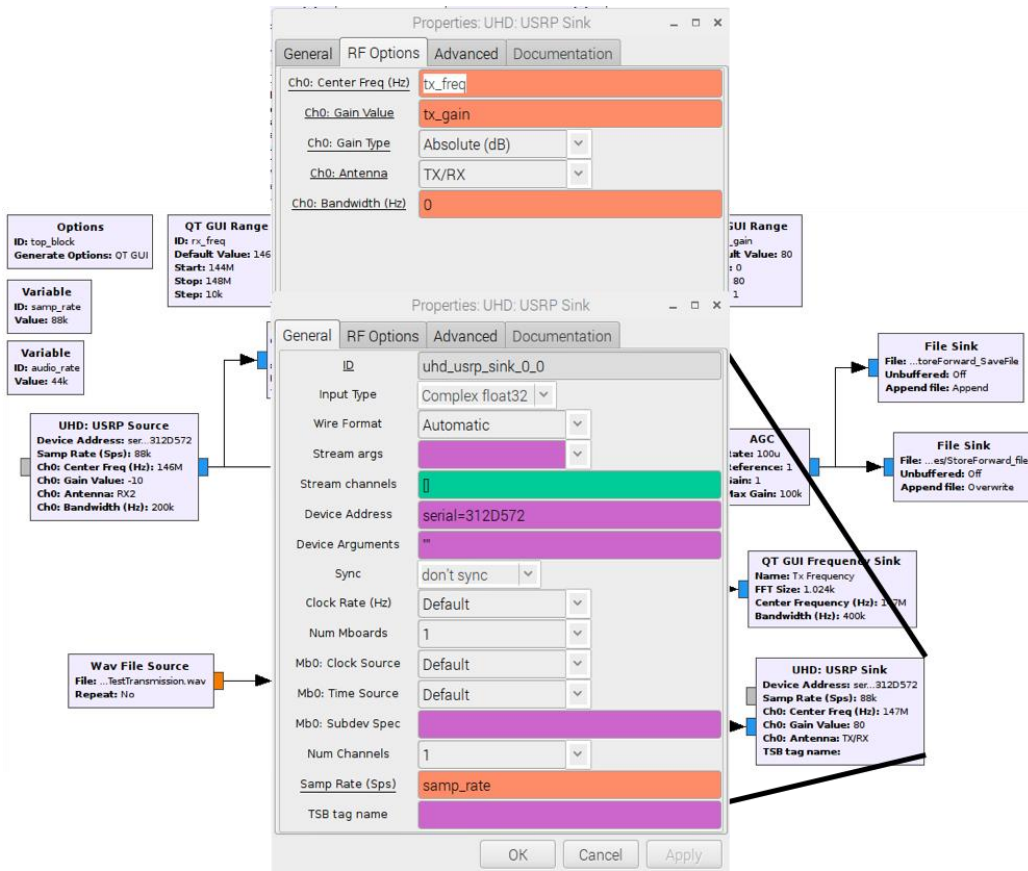 Properties: UHD: USRP Sink
General RF Options Advanced Documentation
Ch0: Center Freq (Hz) tx_freq
Ch0: Gain Value tx_gain
Ch0: Gain Type Absolute (dB)
Ch0: Antenna TX/RX
Ch0: Bandwidth (Hz) 0
Options
ID: top_block
Generate Options: QT GUI
QT GUI Range
ID: rx_freq
Default Value: 146
Start: 144M
Stop: 148M
Step: 10k
GUI Range
_gain
ult Value: 80
: 0
80
1
Variable
ID: samp_rate
Value: 88k
Variable
ID: audio_rate
Value: 44k
UHD: USRP Source
Device Address: ser...312D572
Samp Rate (Sps): 88k
Ch0: Center Freq (Hz): 146M
Ch0: Gain Value: -10
Ch0: Antenna: RX2
Ch0: Bandwidth (Hz): 200k
Wav File Source
File: ...TestTransmission.wav
Repeat: No
Properties: UHD: USRP Sink
General RF Options Advanced Documentation
ID uhd_usrp_sink_0_0
Input Type Complex float32
Wire Format Automatic
Stream args
Stream channels []
Device Address serial=312D572
Device Arguments ""
Sync don't sync
Clock Rate (Hz) Default
Num Mboards 1
Mb0: Clock Source Default
Mb0: Time Source Default
Mb0: Subdev Spec
Num Channels 1
Samp Rate (Sps) samp_rate
TSB tag name
OK Cancel Apply
File Sink
File: ...toreForward_SaveFile
Unbuffered: Off
Append file: Append
AGC
Rate: 100u
Reference: 1
Gain: 1
Max Gain: 100k
File Sink
File: ...es/StoreForward_file
Unbuffered: Off
Append file: Overwrite
QT GUI Frequency Sink
Name: Tx Frequency
FFT Size: 1.024k
Center Frequency (Hz): 147M
Bandwidth (Hz): 400k
UHD: USRP Sink
Device Address: ser...312D572
Samp Rate (Sps): 88k
Ch0: Center Freq (Hz): 147M
Ch0: Gain Value: 80
Ch0: Antenna: TX/RX
TSB tag name: